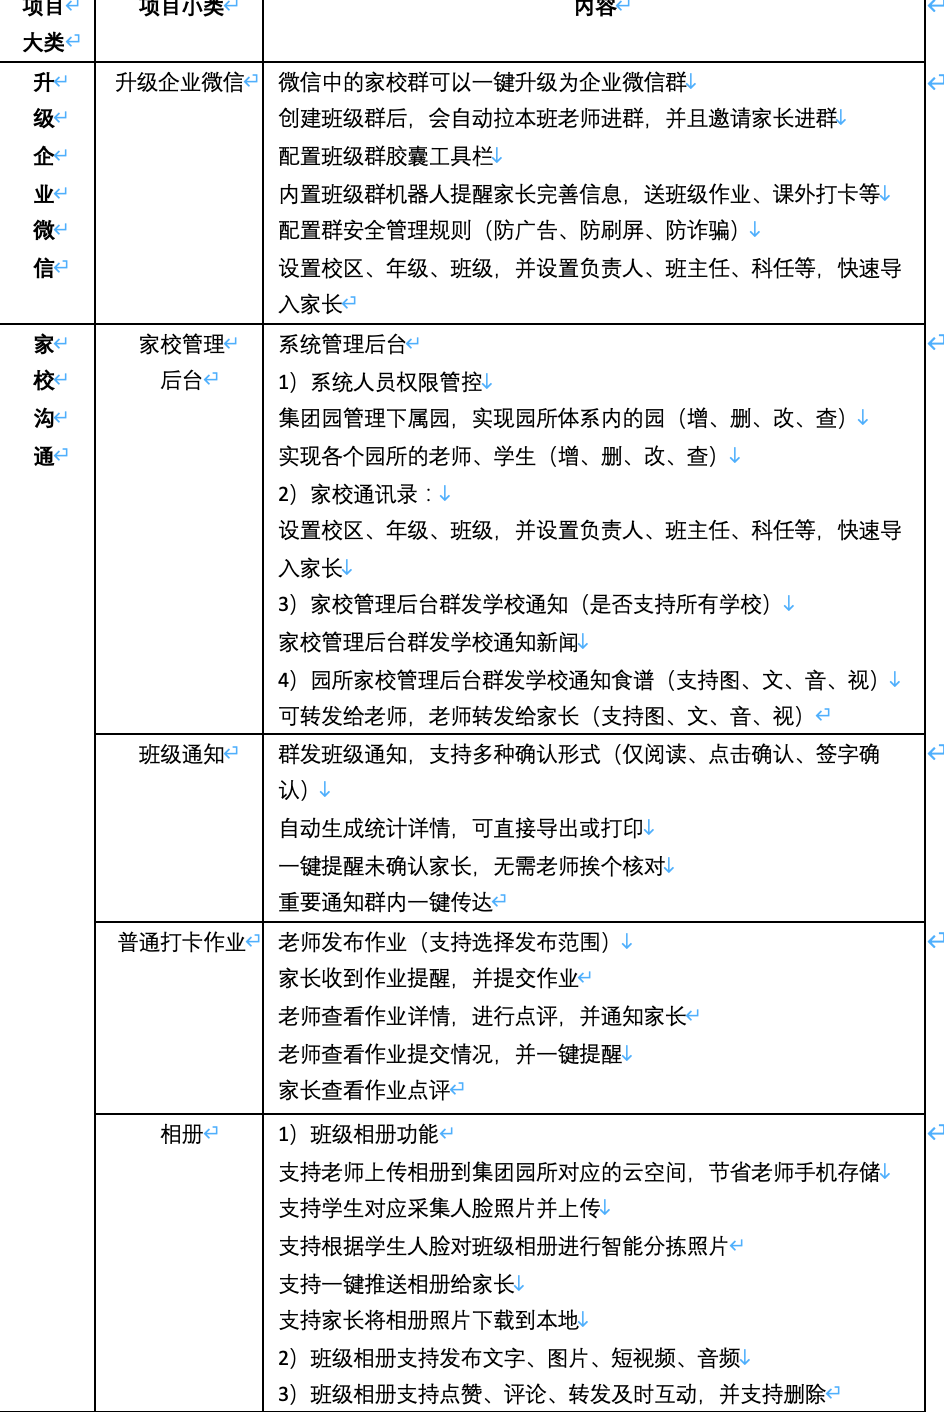 项目 项目小类 内容
大类
升 升级企业微信 微信中的家校群可以一键升级为企业微信群
级 创建班级群后，会自动拉本班老师进群，并且邀请家长进群
企 配置班级群胶囊工具栏
业 内置班级群机器人提醒家长完善信息，送班级作业、课外打卡等
微 配置群安全管理规则（防广告、防刷屏、防诈骗）
信 设置校区、年级、班级，并设置负责人、班主任、科任等，快速导
入家长
家 家校管理 系统管理后台
校 后台 1）系统人员权限管控
沟 集团园管理下属园，实现园所体系内的园（增、删、改、查）
通 实现各个园所的老师、学生（增、删、改、查）
2）家校通讯录：
设置校区、年级、班级，并设置负责人、班主任、科任等，快速导
入家长
3）家校管理后台群发学校通知（是否支持所有学校）
家校管理后台群发学校通知新闻
4）园所家校管理后台群发学校通知食谱（支持图、文、音、视）
可转发给老师，老师转发给家长（支持图、文、音、视）
班级通知 群发班级通知，支持多种确认形式（仅阅读、点击确认、签字确
认）
自动生成统计详情，可直接导出或打印
一键提醒未确认家长，无需老师挨个核对
重要通知群内一键传达
普通打卡作业 老师发布作业（支持选择发布范围）
家长收到作业提醒，并提交作业
老师查看作业详情，进行点评，并通知家长
老师查看作业提交情况，并一键提醒
家长查看作业点评
相册 1）班级相册功能
支持老师上传相册到集团园所对应的云空间，节省老师手机存储
支持学生对应采集人脸照片并上传
支持根据学生人脸对班级相册进行智能分拣照片
支持一键推送相册给家长
支持家长将相册照片下载到本地
2）班级相册支持发布文字、图片、短视频、音频
3）班级相册支持点赞、评论、转发及时互动，并支持删除